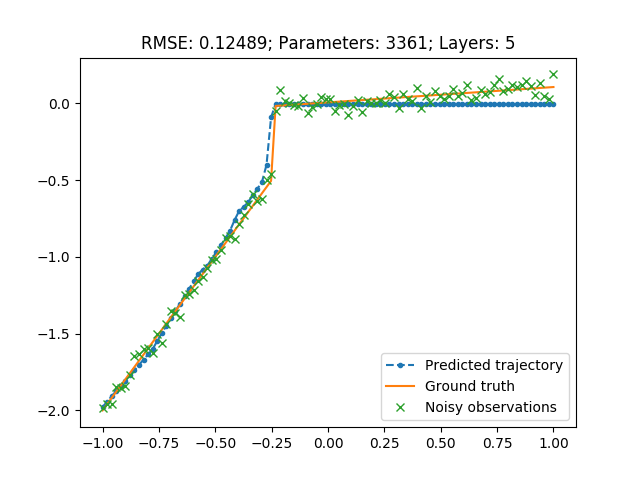 RMSE: 0.12489; Parameters: 3361; Layers: 5
0.0
−0.5
−1.0
−1.5
−2.0
Predicted trajectory
Ground truth
Noisy observations
−1.00 −0.75 −0.50 −0.25 0.00 0.25 0.50 0.75 1.00